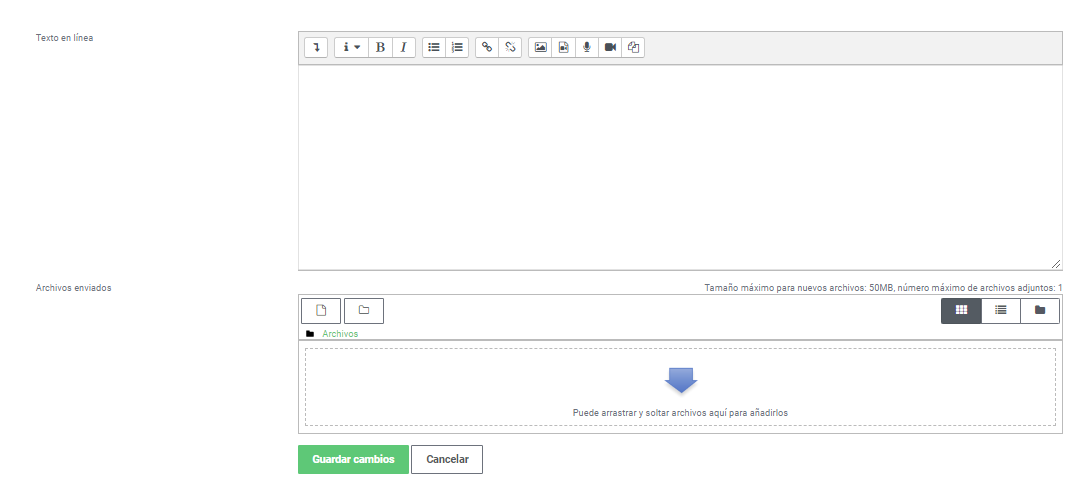 Texto en línea
Archivos enviados
Tamaño máximo para nuevos archivos: 50MB, número máximo de archivos adjuntos: 1
Archivos
Puede arrastrar y soltar archivos aquí para añadirlos
Guardar cambios
Cancelar